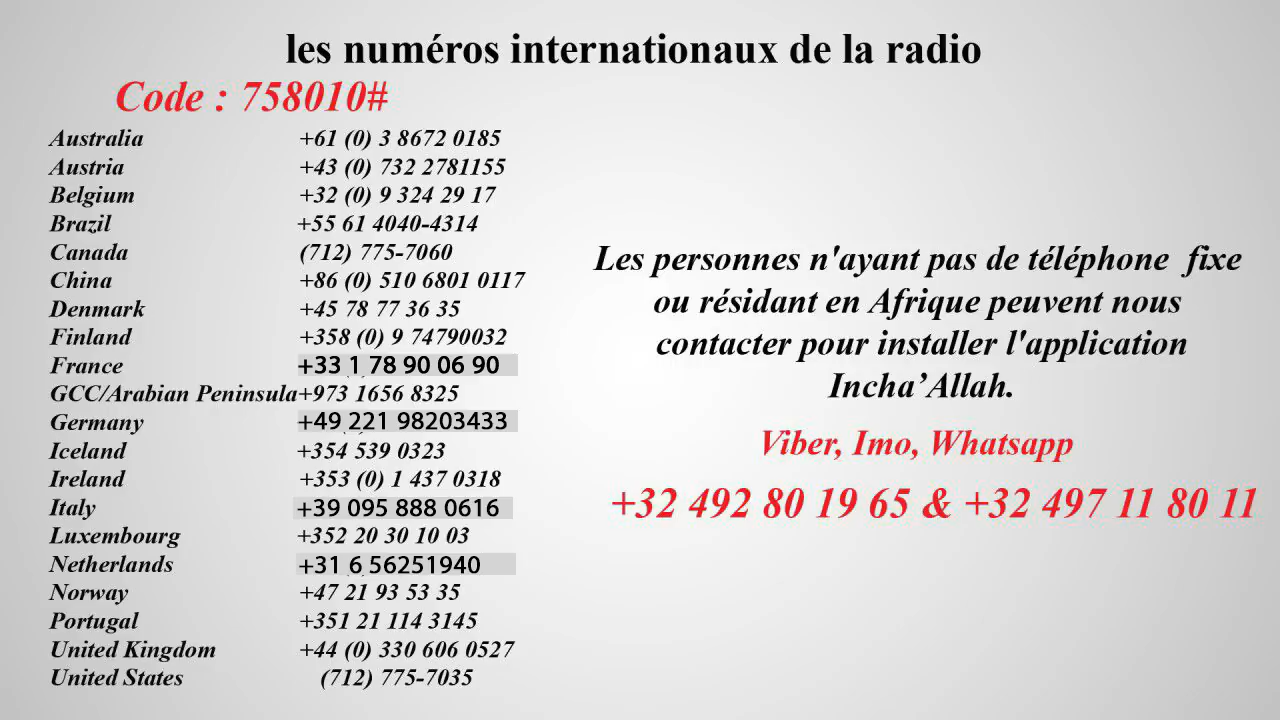 les numéros internationaux de la radio
Code : 758010#
Australia +61 (0) 3 8672 0185
Austria +43 (0) 732 2781155
Belgium +32 (0) 9 324 29 17
Brazil +55 61 4040-4314
Canada (712) 775-7060
China +86 (0) 510 6801 0117
Denmark +45 78 77 36 35
Finland +358 (0) 9 74790032
France +33 1 78 90 06 90
GCC/Arabian Peninsula +973 1656 8325
Germany +49 221 98203433
Iceland +354 539 0323
Ireland +353 (0) 1 437 0318
Italy +39 095 888 0616
Luxembourg +352 20 30 10 03
Netherlands +31 6 56251940
Norway +47 21 93 53 35
Portugal +351 21 114 3145
United Kingdom +44 (0) 330 606 0527
United States (712) 775-7035
Les personnes n'ayant pas de téléphone fixe
ou résidant en Afrique peuvent nous
contacter pour installer l'application
Incha’Allah.
Viber, Imo, Whatsapp
+32 492 80 19 65 & +32 497 11 80 11